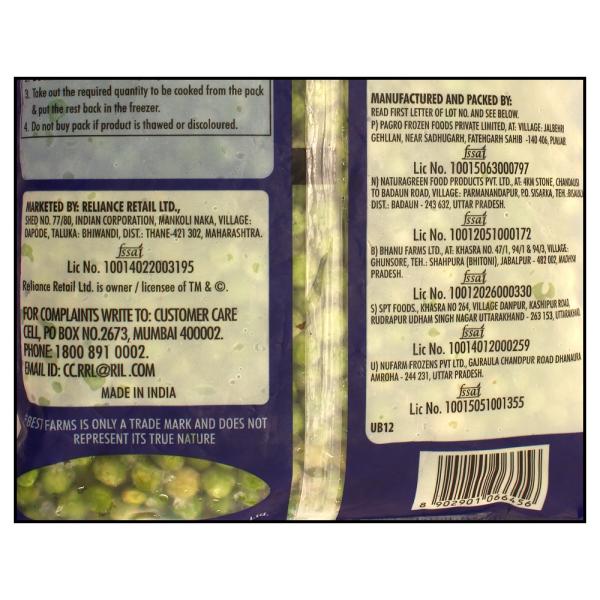 3. Take out the required quantity to be cooked from the pack
& put the rest back in the freezer.
4. Do not buy pack if product is thawed or discoloured.
MARKETED BY: RELIANCE RETAIL LTD.,
SHED NO. 77/80, INDIAN CORPORATION, MANKOLI NAKA, VILLAGE:
DAPODE, TALUKA: BHIWANDI, DIST.: THANE-421 302, MAHARASHTRA.
fssai
Lic No. 10014022003195
Reliance Retail Ltd. is owner / licensee of TM & ©.
FOR COMPLAINTS WRITE TO: CUSTOMER CARE
CELL, PO BOX NO.2673, MUMBAI 400002.
PHONE: 1800 891 0002.
EMAIL ID: CC.RRL@RIL.COM
MADE IN INDIA
BEST FARMS IS ONLY A TRADE MARK AND DOES NOT
REPRESENT ITS TRUE NATURE
Ltd.
MANUFACTURED AND PACKED BY:
READ FIRST LETTER OF LOT NO. AND SEE BELOW.
P) PAGRO FROZEN FOODS PRIVATE LIMITED, AT: VILLAGE: JALBEHRI
GEHLLAN, NEAR SADHUGARH, FATEHGARH SAHIB -140 406, PUNJAB.
fssai
Lic No. 10015063000797
N) NATURAGREEN FOOD PRODUCTS PVT. LTD., AT: 4KM STONE, CHANDAUSI
TO BADAUN ROAD, VILLAGE: PARMANANDAPUR, P.O. SISARKA, TEH.:
DIST.: BADAUN - 243 632, UTTAR PRADESH.
fssai
Lic No. 10012051000172
B) BHANU FARMS LTD., AT: KHASRA NO. 47/1, 94/1 & 94/3, VILLAGE:
GHUNSORE, TEH.: SHAHPURA (BHITONI), JABALPUR - 482 002, MADHYA
PRADESH.
fssai
Lic No. 10012026000330
S) SPT FOODS., KHASRA NO 264, VILLAGE DANPUR, KASHIPUR ROAD,
RUDRAPUR UDHAM SINGH NAGAR UTTARAKHAND - 263 153, UTTARAKHAND.
fssai
Lic No. 10014012000259
U) NUFARM FROZENS PVT LTD., GAJRAULA CHANDPUR ROAD DHANAURA
AMROHA - 244 231, UTTAR PRADESH.
fssai
Lic No. 10015051001355
UB12
8 902901 066456